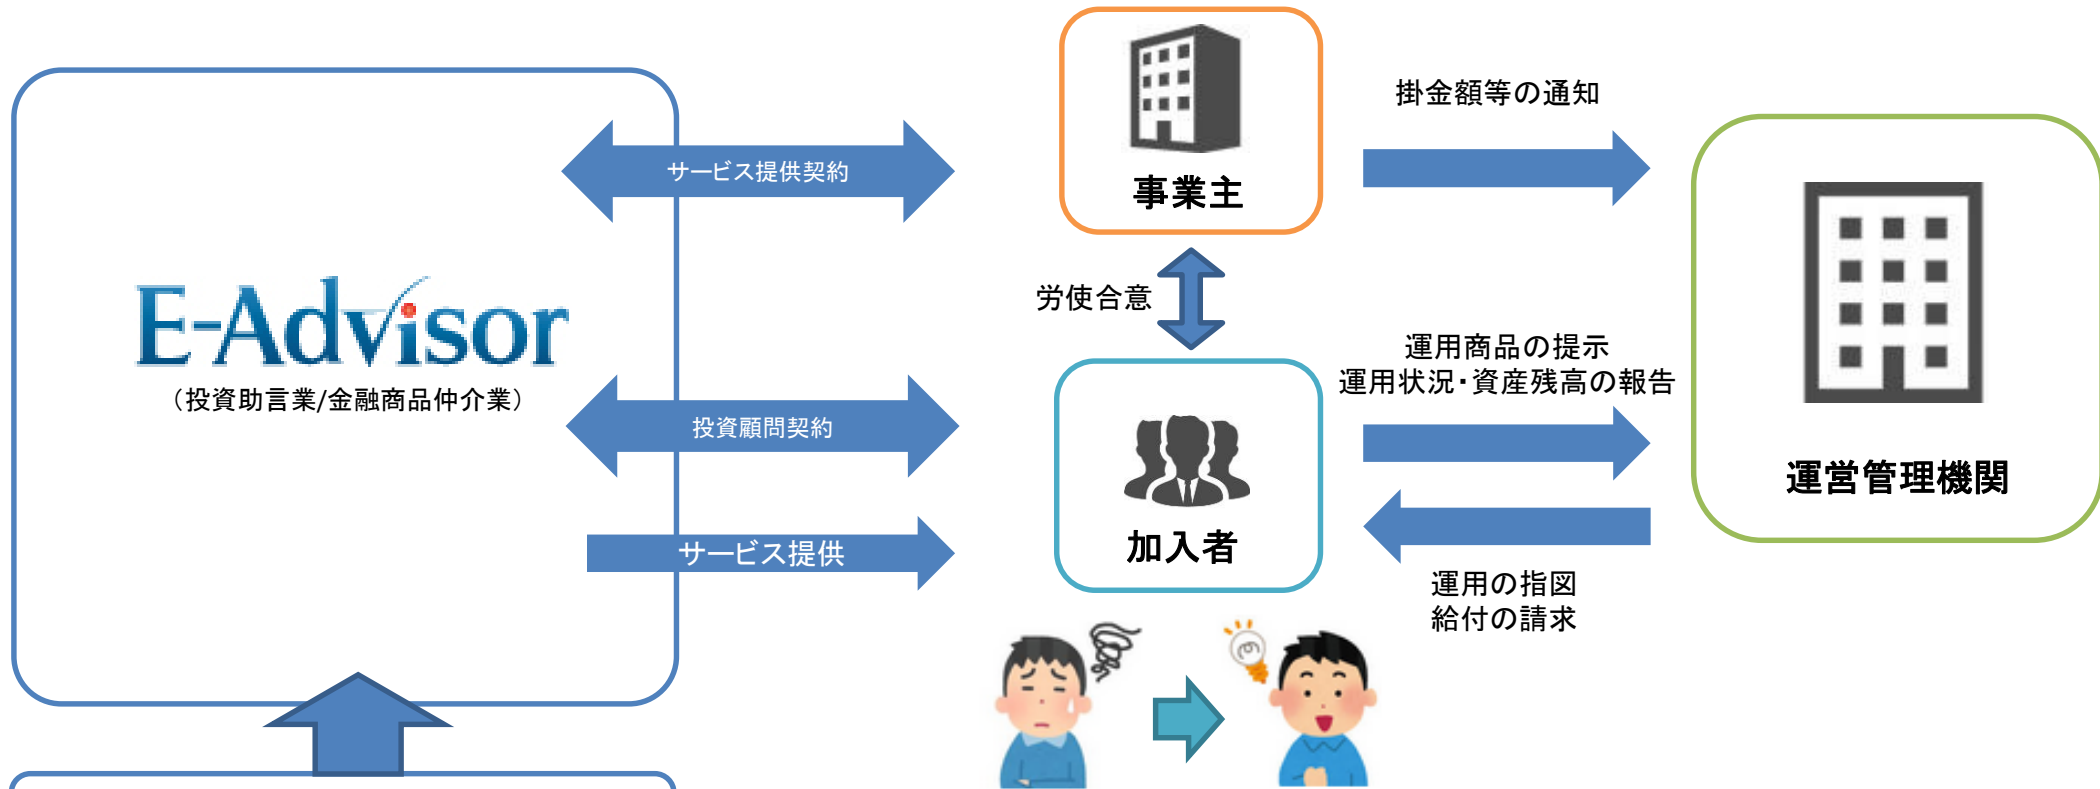 E-Advisor
（投資助言業/金融商品仲介業）
サービス提供契約
投資顧問契約
サービス提供
事業主
労使合意
加入者
掛金額等の通知
運用商品の提示
運用状況・資産残高の報告
運用の指図
給付の請求
運営管理機関